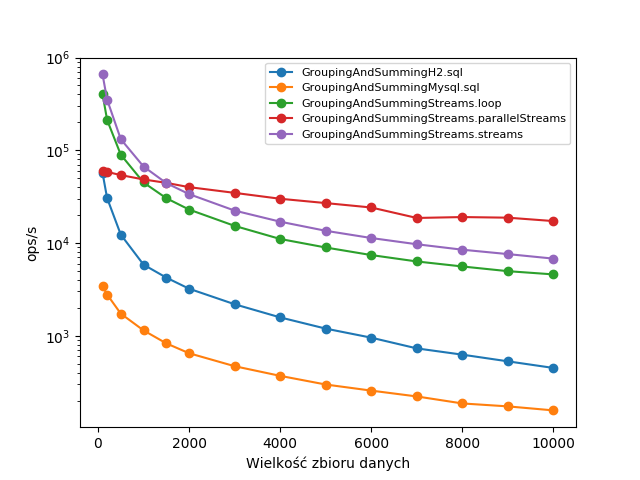 10⁶
10⁵
10⁴
10³
ops/s
GroupingAndSummingH2.sql
GroupingAndSummingMysql.sql
GroupingAndSummingStreams.loop
GroupingAndSummingStreams.parallelStreams
GroupingAndSummingStreams.streams
0 2000 4000 6000 8000 10000
Wielkość zbioru danych